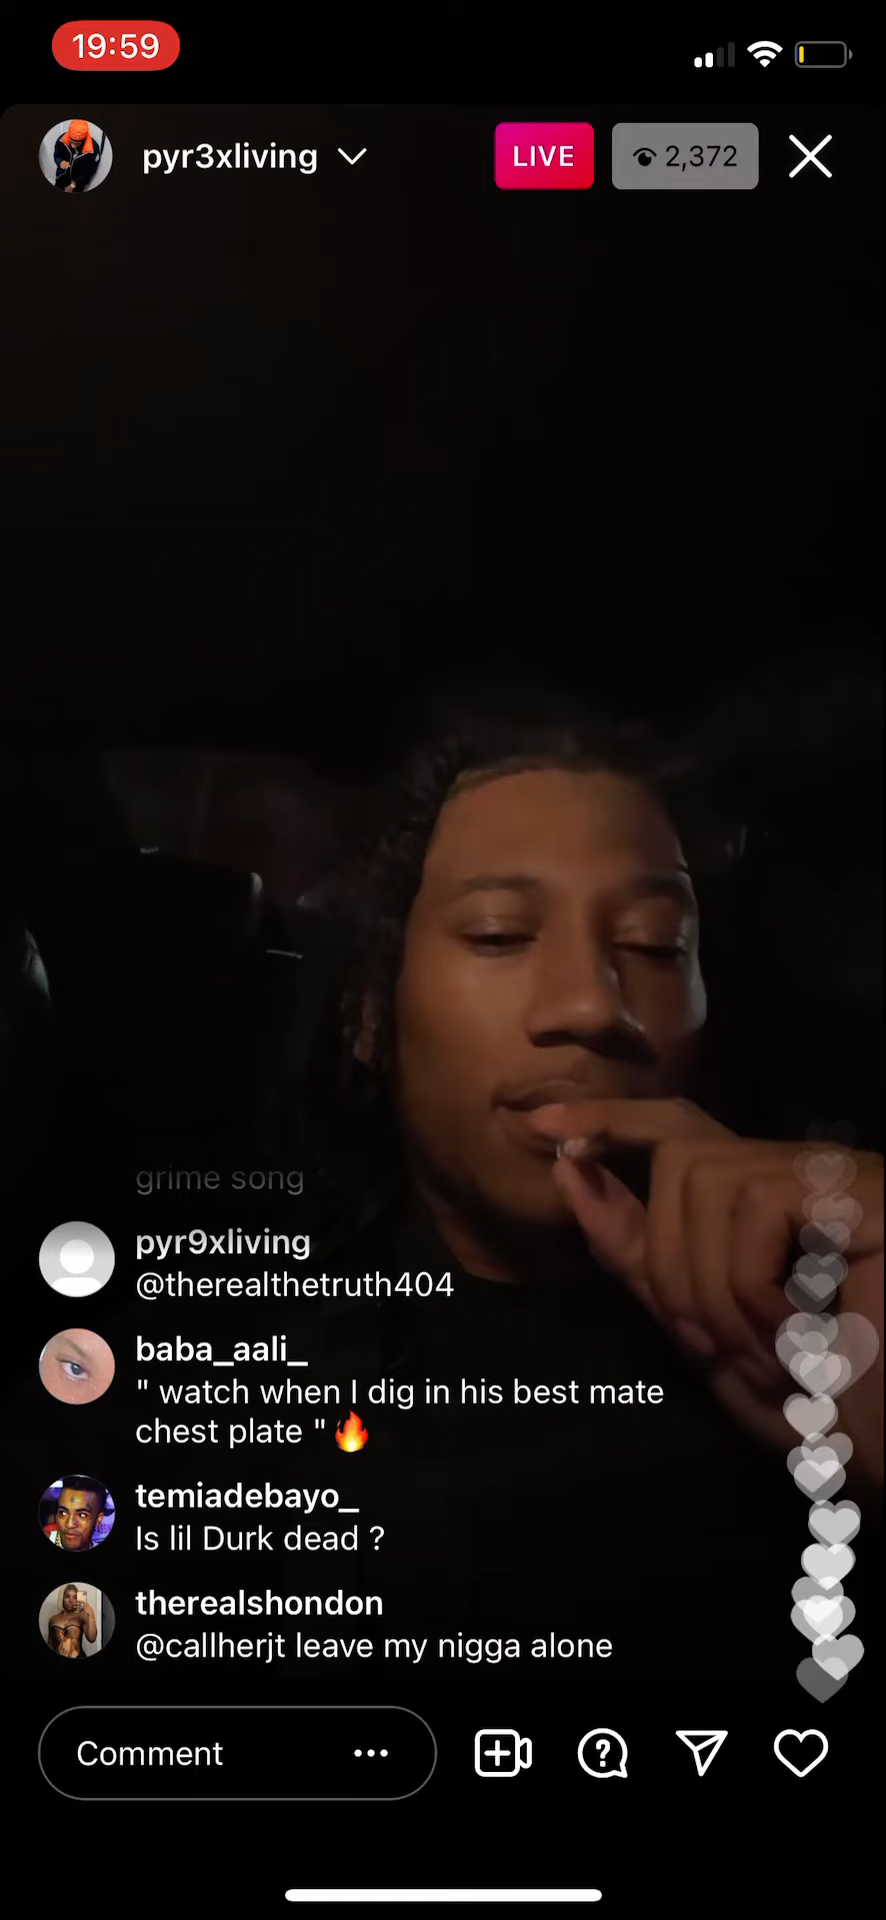 19:59
pyr3xliving
LIVE
2,372
grime song
pyr9xliving
@therealthetruth404
baba_aali_
" watch when I dig in his best mate
chest plate " 🔥
temiadebayo_
Is lil Durk dead ?
therealshondon
@callherjt leave my nigga alone
Comment